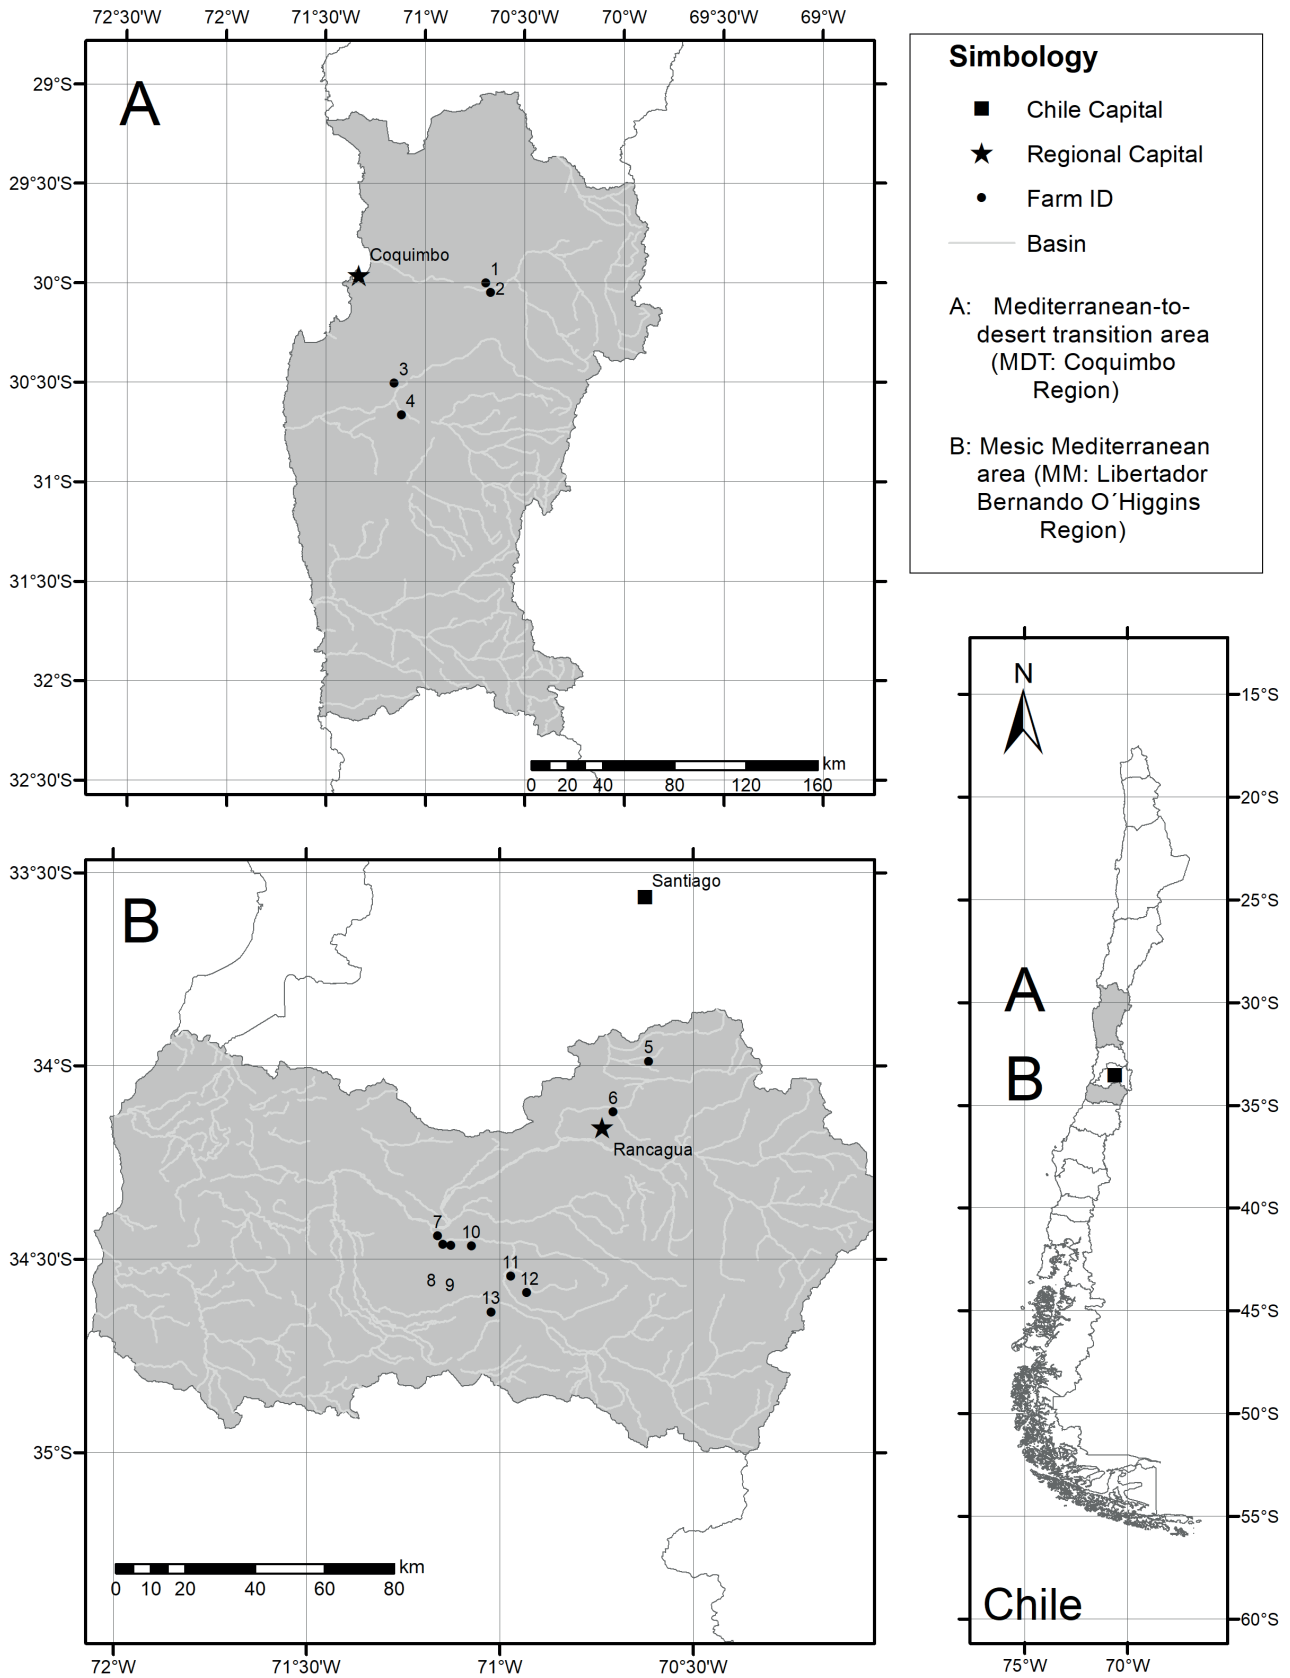 72°30'W 72°W 71°30'W 71°W 70°30'W 70°W 69°30'W 69°W
29°S
29°30'S
30°S
30°30'S
31°S
31°30'S
32°S
32°30'S
A
Coquimbo
1
2
3
4
km
0 20 40 80 120 160
Simbology
Chile Capital
Regional Capital
Farm ID
Basin
A: Mediterranean-to-
desert transition area
(MDT: Coquimbo
Region)
B: Mesic Mediterranean
area (MM: Libertador
Bernando O´Higgins
Region)
33°30'S
34°S
34°30'S
35°S
B
Santiago
5
6
Rancagua
7
10
11
8
9
12
13
km
0 10 20 40 60 80
72°W 71°30'W 71°W 70°30'W
N
15°S
20°S
25°S
30°S
35°S
40°S
45°S
50°S
55°S
60°S
A
B
Chile
75°W 70°W